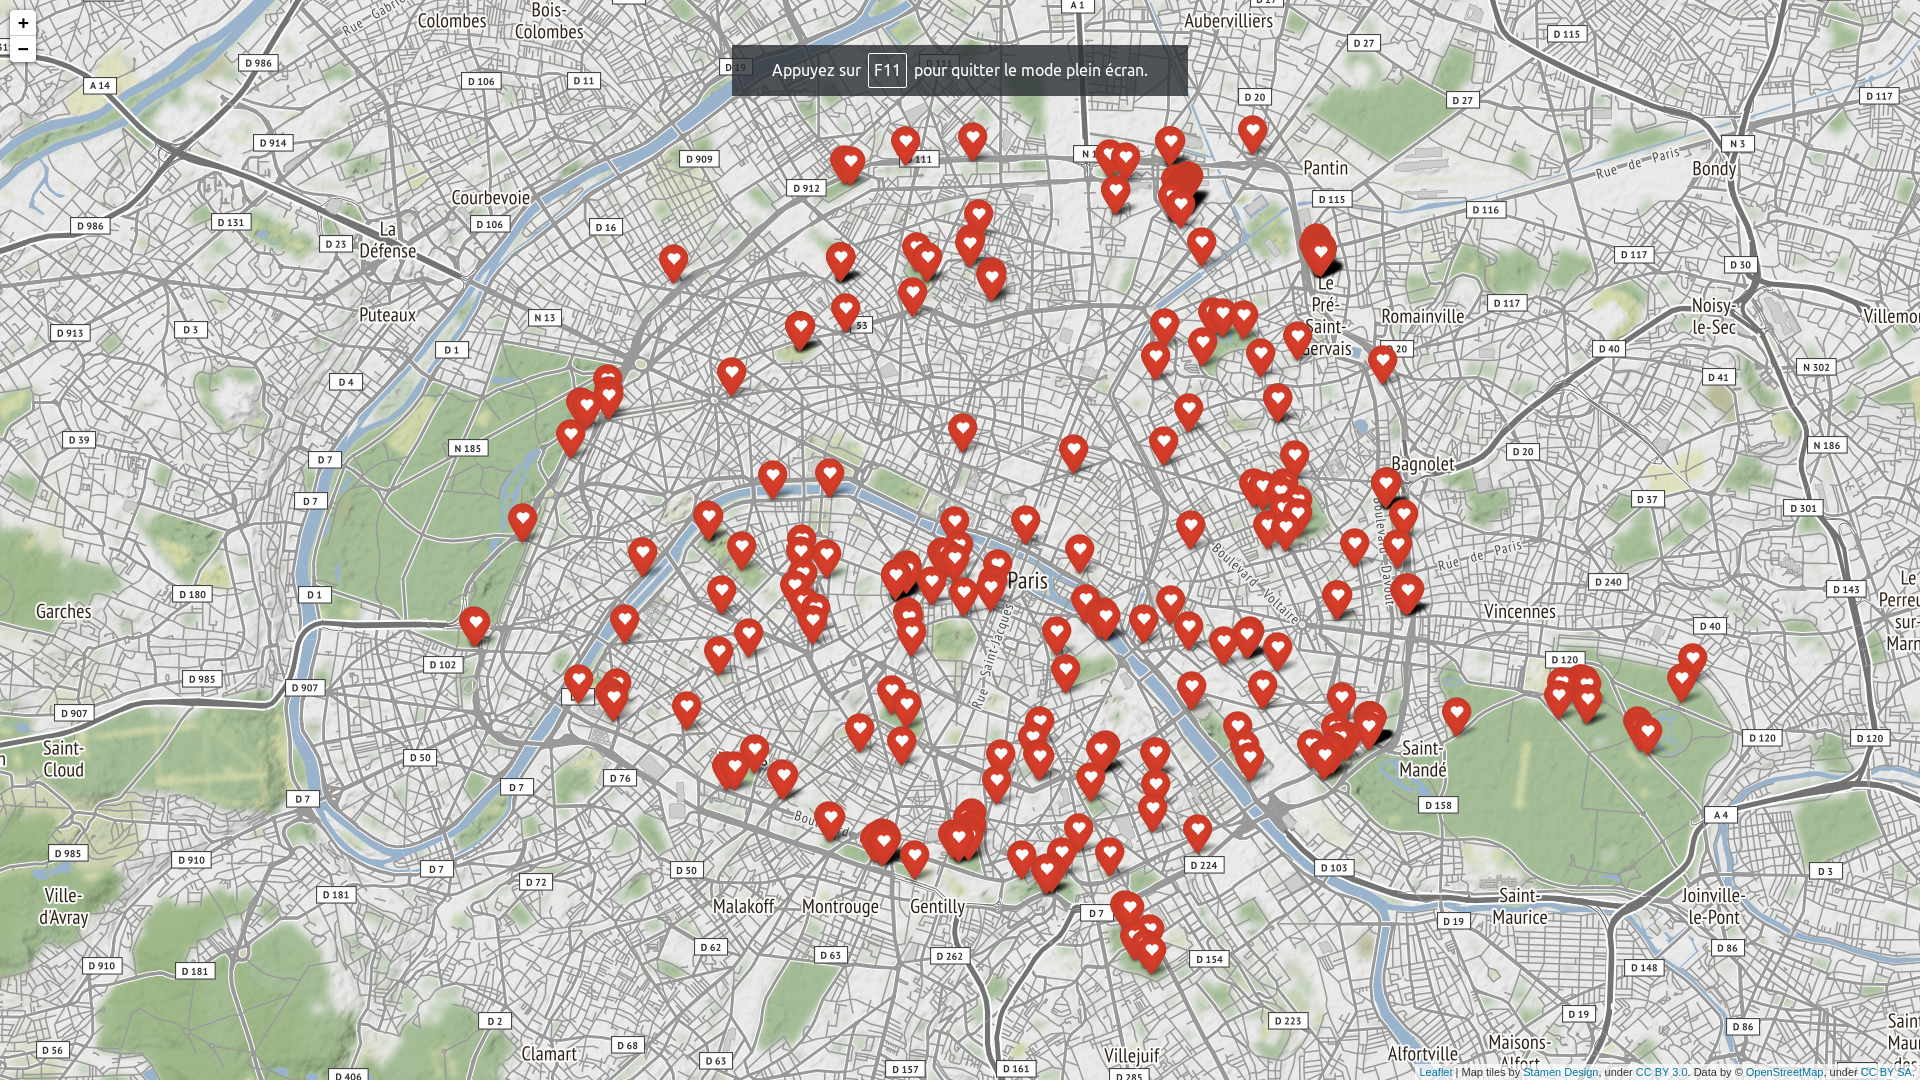 +
−
Appuyez sur F11 pour quitter le mode plein écran.
Colombes
Bois-
Colombes
Aubervilliers
A 1
D 27
D 115
D 986
A 14
D 106
D 11
D 19
D 20
D 27
D 117
D 914
D 909
D 111
D 912
Pantin
N 3
Bondy
Rue de Paris
Courbevoie
D 986
D 131
D 106
D 16
D 23
La
Défense
D 115
D 116
D 117
D 30
Puteaux
N 13
D 913
D 3
D 1
D 4
53
Le
Pré-
Saint-
Gervais
Romainville
D 117
Noisy-
le-Sec
Villemo
D 40
D 41
N 302
D 39
N 185
D 7
D 7
Bagnolet
D 20
N 186
D 37
D 301
Boulevard Davout
Boulevard Voltaire
Rue de Paris
Paris
Rue Saint-Jacques
D 180
D 1
Garches
D 240
D 143
Vincennes
D 40
Le
Perreu
sur-
Marn
D 102
D 985
D 907
D 907
D 120
D 120
D 120
Saint-
Cloud
D 50
D 76
D 7
D 7
Saint-
Mandé
D 158
A 4
D 985
D 910
D 7
D 72
D 181
D 50
D 224
D 103
D 3
Ville-
d'Avray
Malakoff
Montrouge
Gentilly
D 7
D 19
Saint-
Maurice
Joinville-
le-Pont
D 62
D 63
D 262
D 154
D 86
D 910
D 181
D 148
D 2
D 68
D 63
D 56
D 406
Clamart
D 157
D 161
Villejuif
D 285
D 223
Alfortville
Maisons-
Alfort
D 19
D 86
Saint
Maur
des-
Leaflet | Map tiles by Stamen Design, under CC BY 3.0. Data by © OpenStreetMap, under CC BY SA.